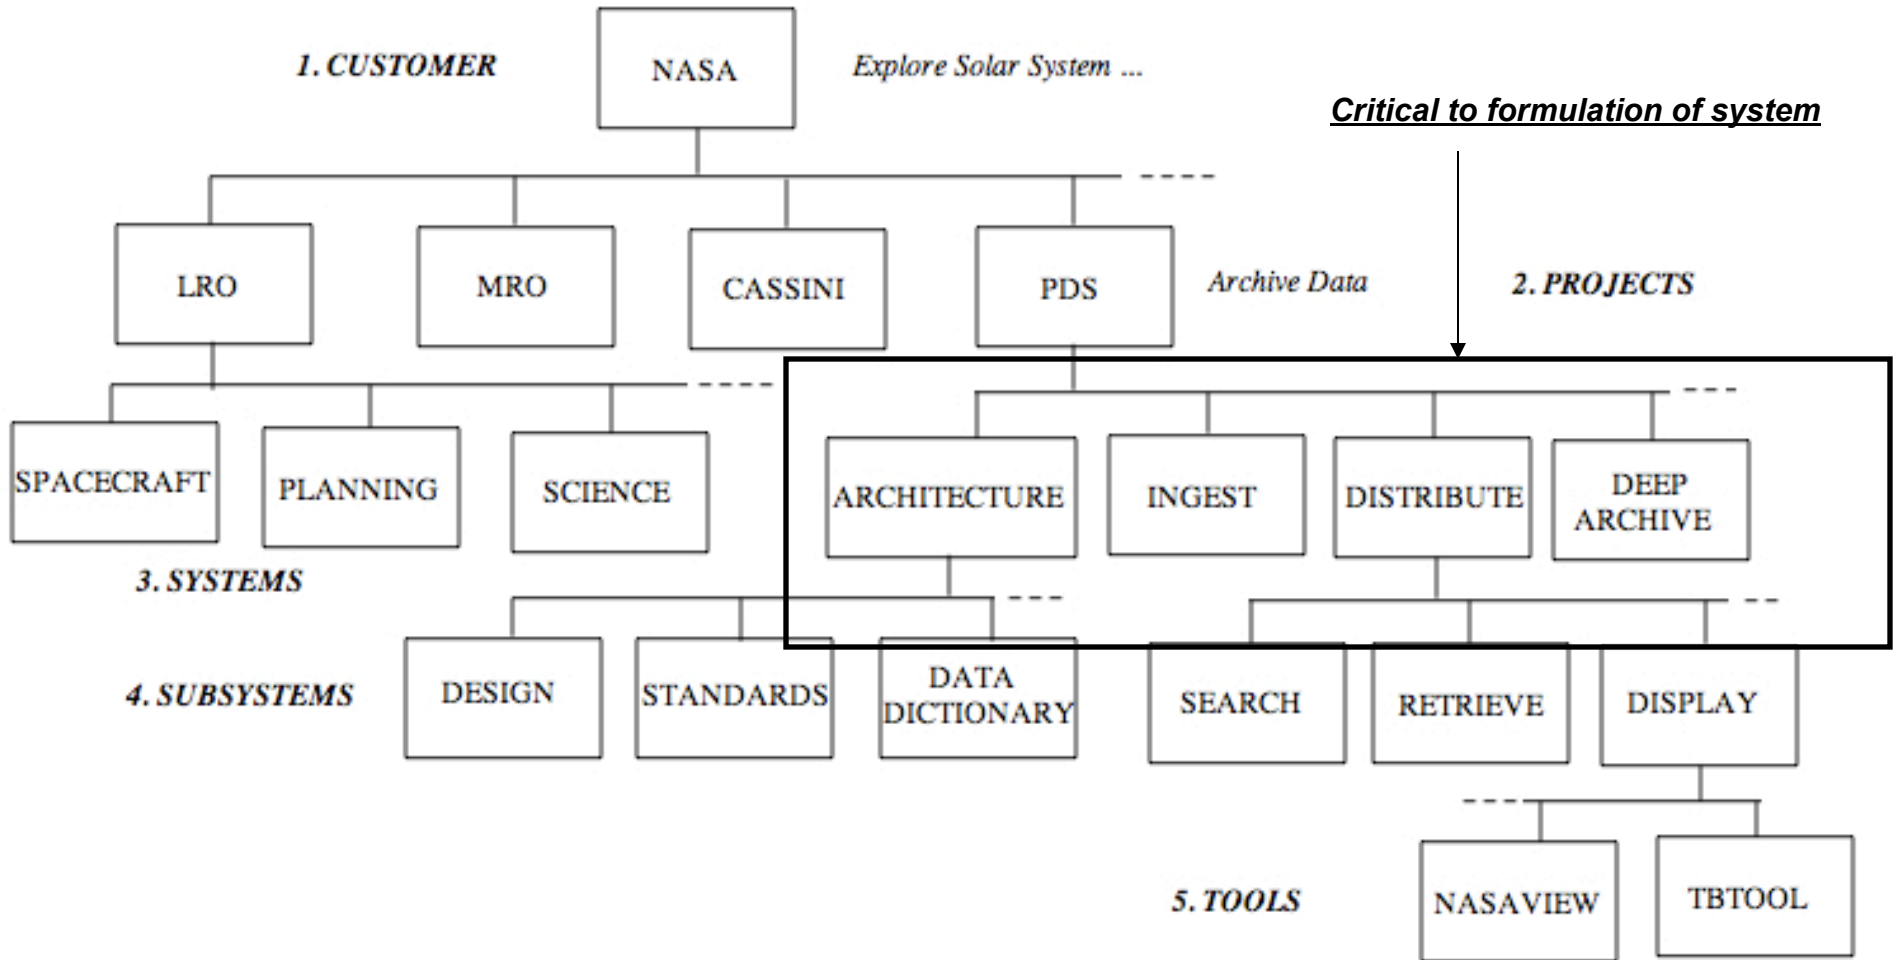 1. CUSTOMER
NASA
Explore Solar System ...
Critical to formulation of system
LRO
MRO
CASSINI
PDS
Archive Data
2. PROJECTS
SPACECRAFT
PLANNING
SCIENCE
ARCHITECTURE
INGEST
DISTRIBUTE
DEEP
ARCHIVE
3. SYSTEMS
4. SUBSYSTEMS
DESIGN
STANDARDS
DATA
DICTIONARY
SEARCH
RETRIEVE
DISPLAY
5. TOOLS
NASAVIEW
TBTOOL